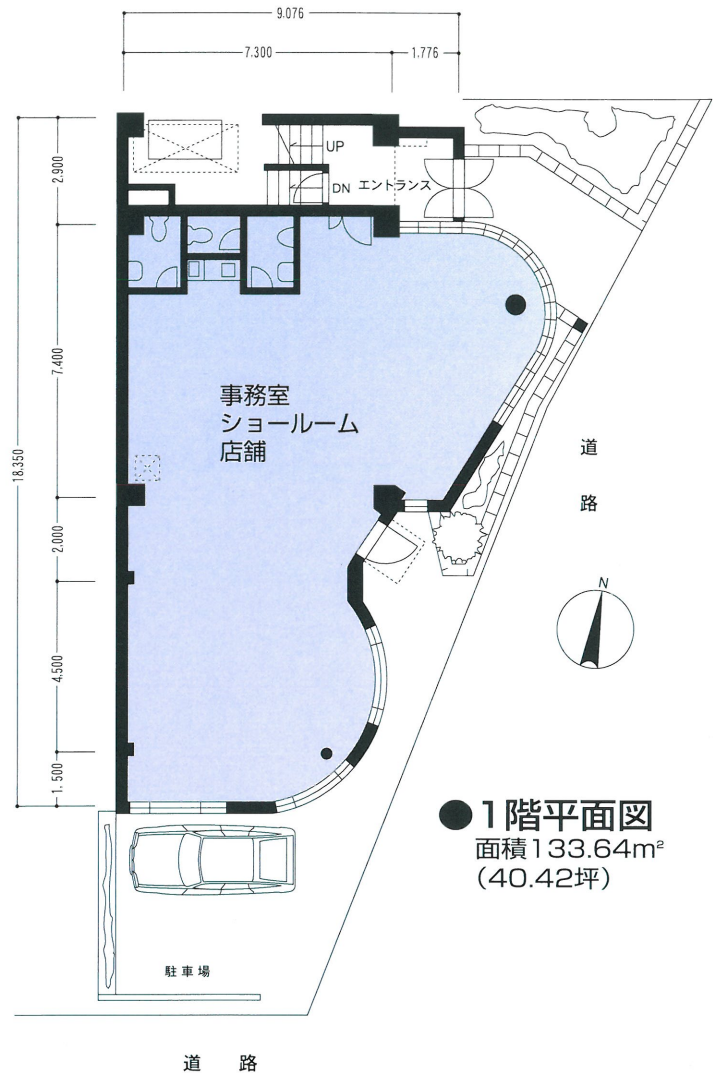 9.076
7.300
1.776
2.900
UP
DN
エントランス
7.400
18.350
事務室
ショールーム
店舗
道
路
2.000
N
4.500
1.500
●1階平面図
面積133.64m²
(40.42坪)
駐車場
道 路